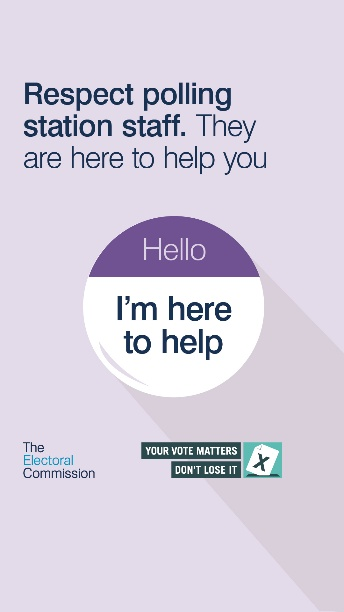 Respect polling
station staff. They
are here to help you
Hello
I'm here
to help
The
Electoral
Commission
YOUR VOTE MATTERS
DON'T LOSE IT
X